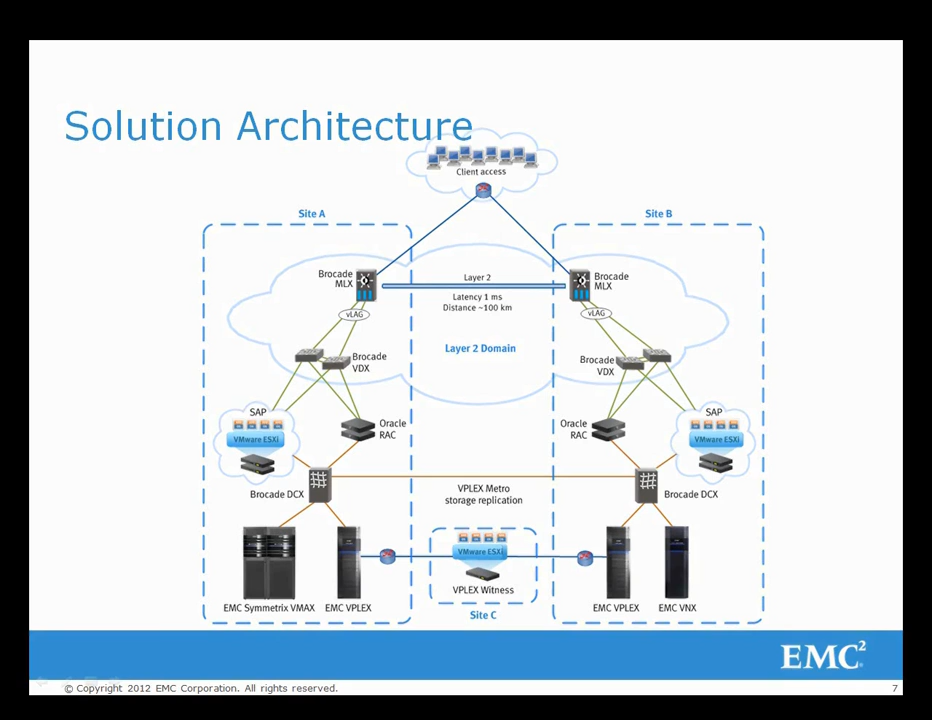 Solution Architecture
Client access
Site A
Site B
Brocade
MLX
Layer 2
Brocade
MLX
Latency 1 ms
Distance ~100 km
vLAG
vLAG
Layer 2 Domain
Brocade
VDX
Brocade
VDX
SAP
VMware ESXi
Oracle
RAC
Oracle
RAC
SAP
VMware ESXi
Brocade DCX
VPLEX Metro
storage replication
Brocade DCX
VMware ESXi
VPLEX Witness
EMC Symmetrix VMAX
EMC VPLEX
EMC VPLEX
EMC VNX
Site C
EMC²
© Copyright 2012 EMC Corporation. All rights reserved.
7